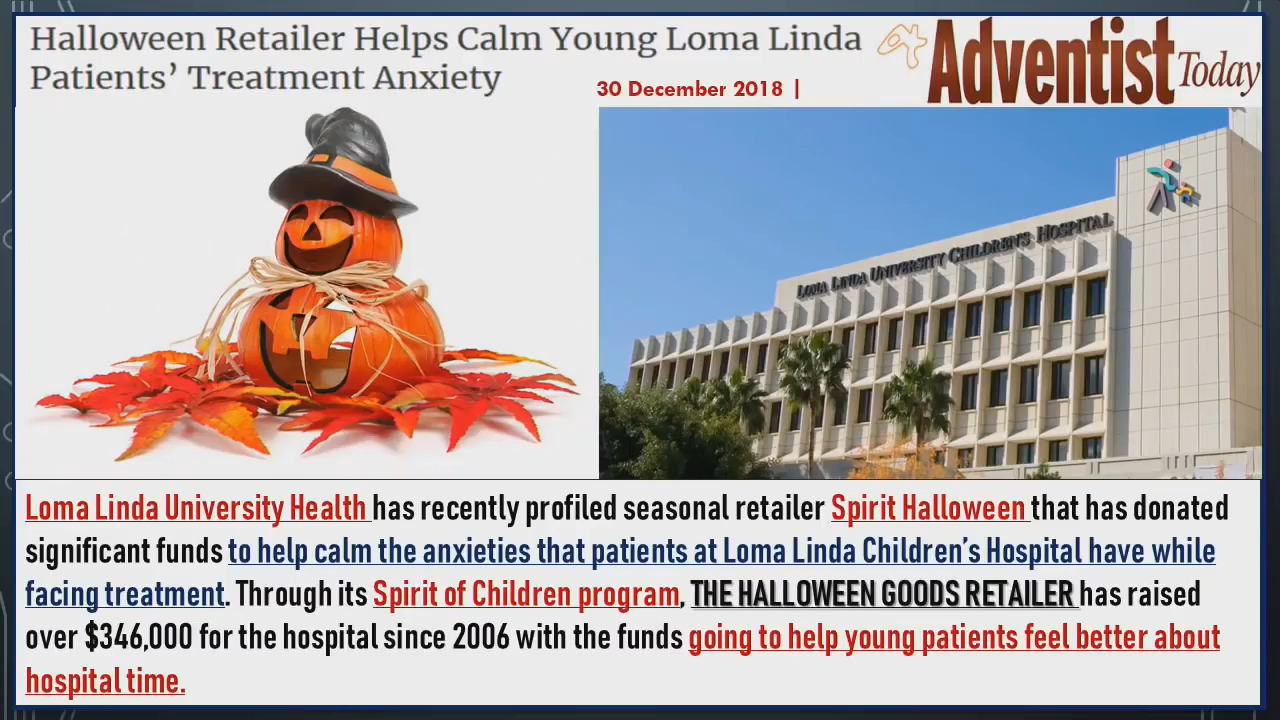 Halloween Retailer Helps Calm Young Loma Linda
Patients’ Treatment Anxiety
30 December 2018 |
at Adventist Today
LOMA LINDA UNIVERSITY CHILDREN'S HOSPITAL
Loma Linda University Health has recently profiled seasonal retailer Spirit Halloween that has donated
significant funds to help calm the anxieties that patients at Loma Linda Children’s Hospital have while
facing treatment. Through its Spirit of Children program, THE HALLOWEEN GOODS RETAILER has raised
over $346,000 for the hospital since 2006 with the funds going to help young patients feel better about
hospital time.